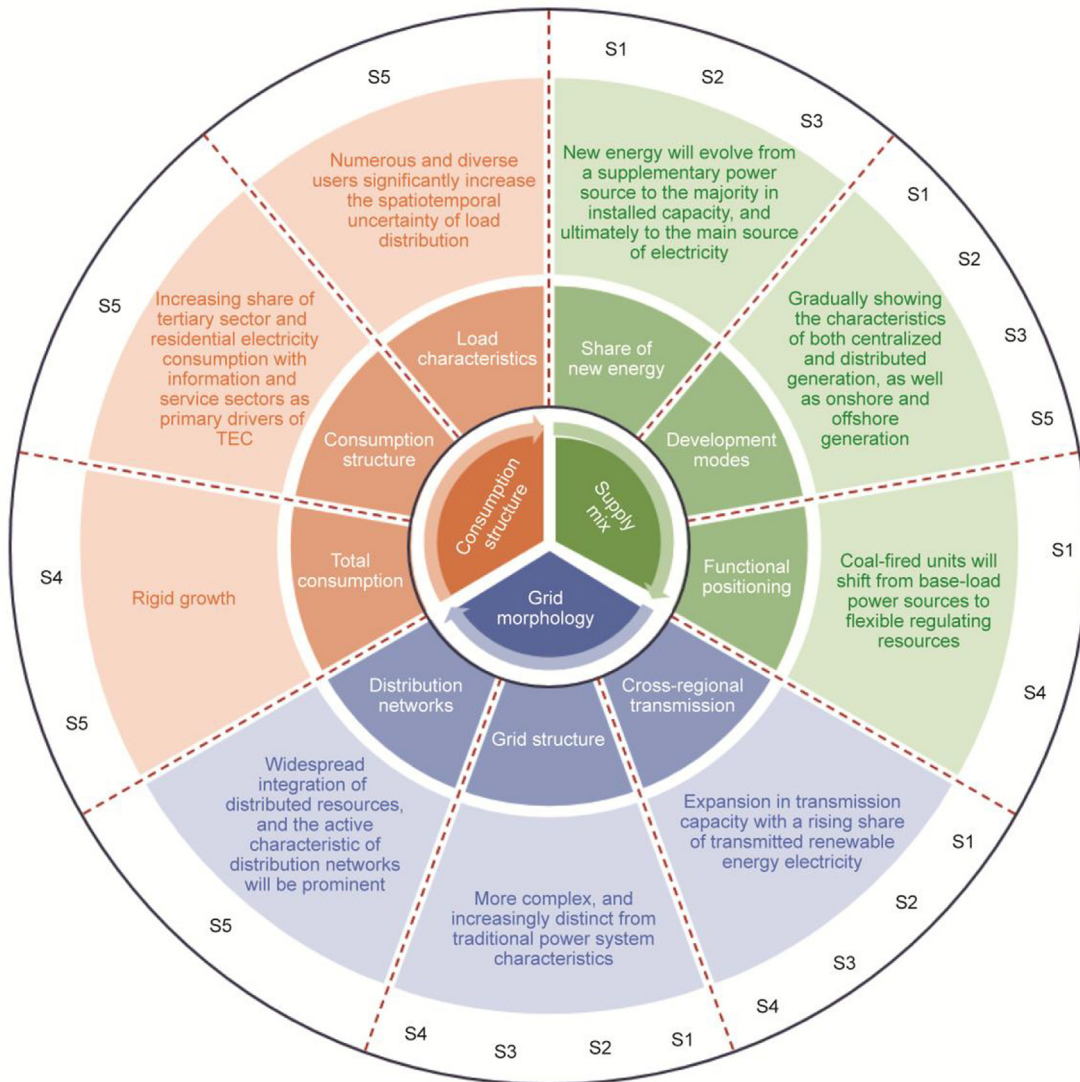 S5
S1
S2
S3
Numerous and diverse
users significantly increase
the spatiotemporal
uncertainty of load
distribution
New energy will evolve from
a supplementary power
source to the majority in
installed capacity, and
ultimately to the main source
of electricity
S1
S2
S3
S5
S5
Increasing share of
tertiary sector and
residential electricity
consumption with
information and
service sectors as
primary drivers of
TEC
Gradually showing
the characteristics
of both centralized
and distributed
generation, as well
as onshore and
offshore
generation
Load
characteristics
Share of
new energy
Consumption
structure
Development
modes
Consumption
structure
Supply
mix
Grid
morphology
Total
consumption
Functional
positioning
S4
S5
Rigid growth
Coal-fired units will
shift from base-load
power sources to
flexible regulating
resources
S1
S4
Distribution
networks
Grid structure
Cross-regional
transmission
Widespread
integration of
distributed resources,
and the active
characteristic of
distribution networks
will be prominent
More complex, and
increasingly distinct from
traditional power system
characteristics
Expansion in transmission
capacity with a rising share
of transmitted renewable
energy electricity
S1
S2
S3
S4
S5
S4
S3
S2
S1